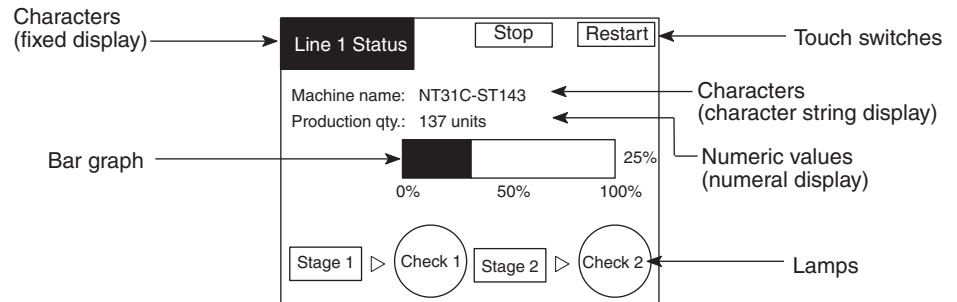 Characters
(fixed display)
Line 1 Status
Stop
Restart
Touch switches
Machine name: NT31C-ST143
Characters
(character string display)
Production qty.: 137 units
Bar graph
25%
Numeric values
(numeral display)
0% 50% 100%
Stage 1
Check 1
Stage 2
Check 2
Lamps